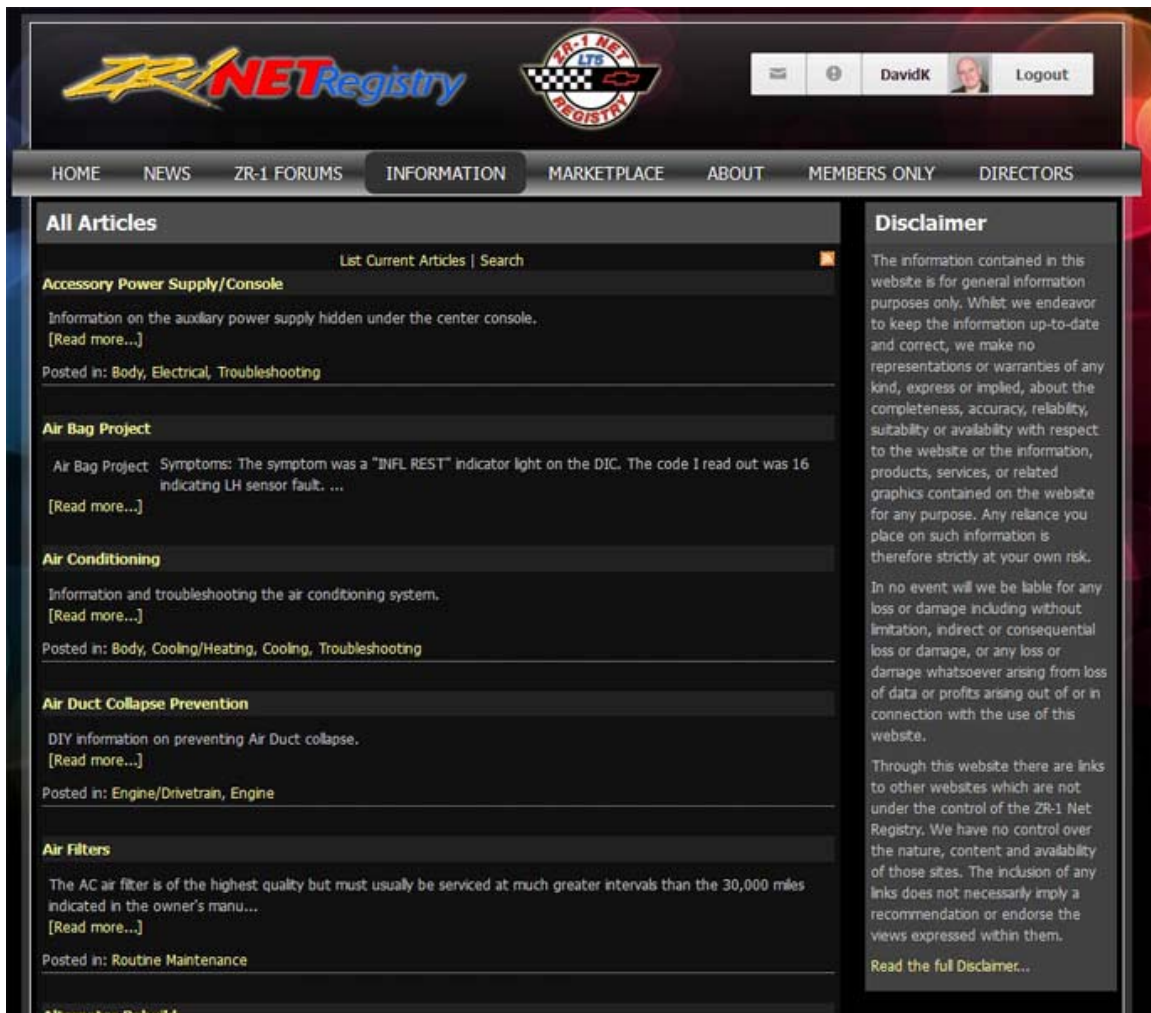 ZR-1 NET Registry
ZR-1 NET
LT5
REGISTRY
DavidK
Logout
HOME NEWS ZR-1 FORUMS INFORMATION MARKETPLACE ABOUT MEMBERS ONLY DIRECTORS
All Articles
List Current Articles | Search
Accessory Power Supply/Console
Information on the auxiliary power supply hidden under the center console.
[Read more...]
Posted in: Body, Electrical, Troubleshooting
Air Bag Project
Air Bag Project Symptoms: The symptom was a "INFL REST" indicator light on the DIC. The code I read out was 16
indicating LH sensor fault. ...
[Read more...]
Air Conditioning
Information and troubleshooting the air conditioning system.
[Read more...]
Posted in: Body, Cooling/Heating, Cooling, Troubleshooting
Air Duct Collapse Prevention
DIY information on preventing Air Duct collapse.
[Read more...]
Posted in: Engine/Drivetrain, Engine
Air Filters
The AC air filter is of the highest quality but must usually be serviced at much greater intervals than the 30,000 miles
indicated in the owner's manu...
[Read more...]
Posted in: Routine Maintenance
Disclaimer
The information contained in this
website is for general information
purposes only. Whilst we endeavor
to keep the information up-to-date
and correct, we make no
representations or warranties of any
kind, express or implied, about the
completeness, accuracy, reliability,
suitability or availability with respect
to the website or the information,
products, services, or related
graphics contained on the website
for any purpose. Any reliance you
place on such information is
therefore strictly at your own risk.
In no event will we be liable for any
loss or damage including without
limitation, indirect or consequential
loss or damage, or any loss or
damage whatsoever arising from loss
of data or profits arising out of or in
connection with the use of this
website.
Through this website there are links
to other websites which are not
under the control of the ZR-1 Net
Registry. We have no control over
the nature, content and availability
of those sites. The inclusion of any
links does not necessarily imply a
recommendation or endorse the
views expressed within them.
Read the full Disclaimer...